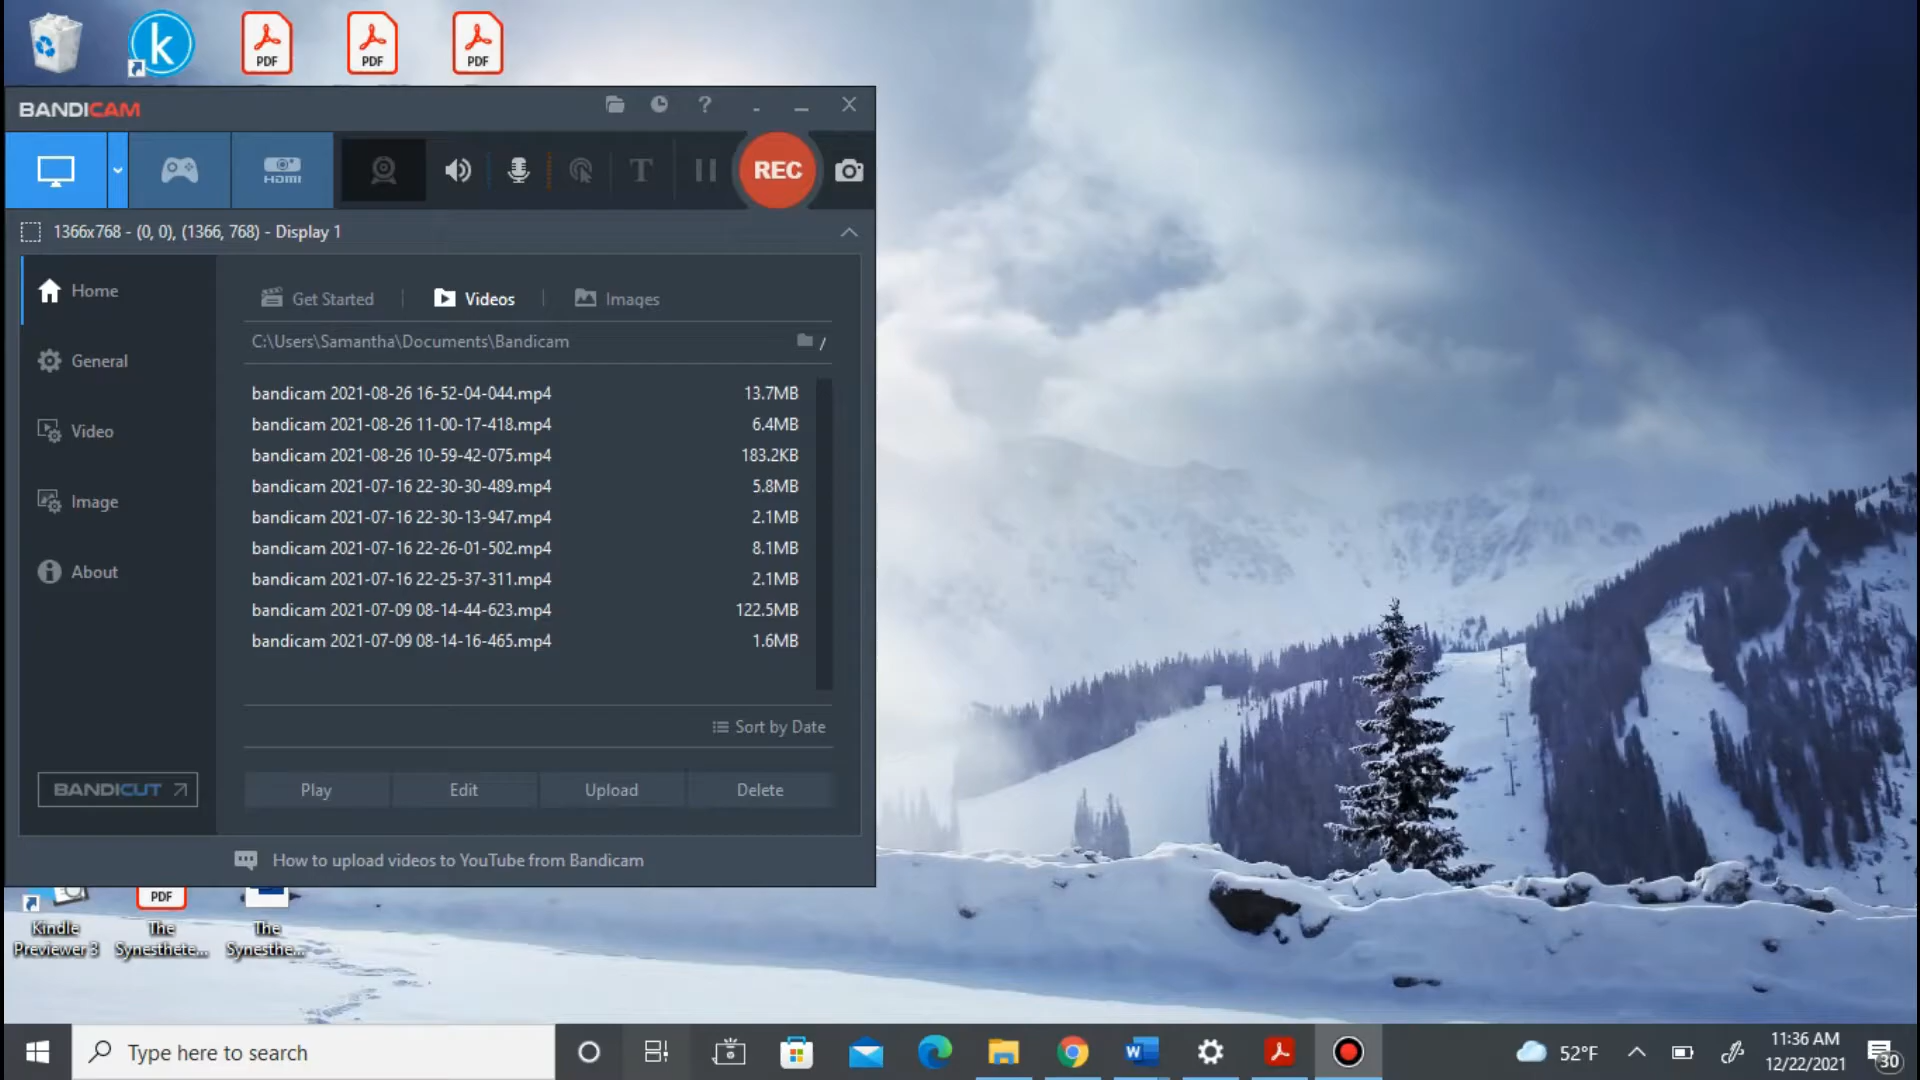 k
PDF
PDF
PDF
BANDICAM
?
HDMI
T
REC
1366x768 - (0, 0), (1366, 768) - Display 1
Home
General
Video
Image
About
BANDICUT
Get Started
Videos
Images
C:\Users\Samantha\Documents\Bandicam
/
bandicam 2021-08-26 16-52-04-044.mp4 13.7MB
bandicam 2021-08-26 11-00-17-418.mp4 6.4MB
bandicam 2021-08-26 10-59-42-075.mp4 183.2KB
bandicam 2021-07-16 22-30-30-489.mp4 5.8MB
bandicam 2021-07-16 22-30-13-947.mp4 2.1MB
bandicam 2021-07-16 22-26-01-502.mp4 8.1MB
bandicam 2021-07-16 22-25-37-311.mp4 2.1MB
bandicam 2021-07-09 08-14-44-623.mp4 122.5MB
bandicam 2021-07-09 08-14-16-465.mp4 1.6MB
Sort by Date
Play
Edit
Upload
Delete
How to upload videos to YouTube from Bandicam
PDF
Kindle
Previewer 3
The
Synesthete...
The
Synesthe...
Type here to search
W
52°F
11:36 AM
12/22/2021
30